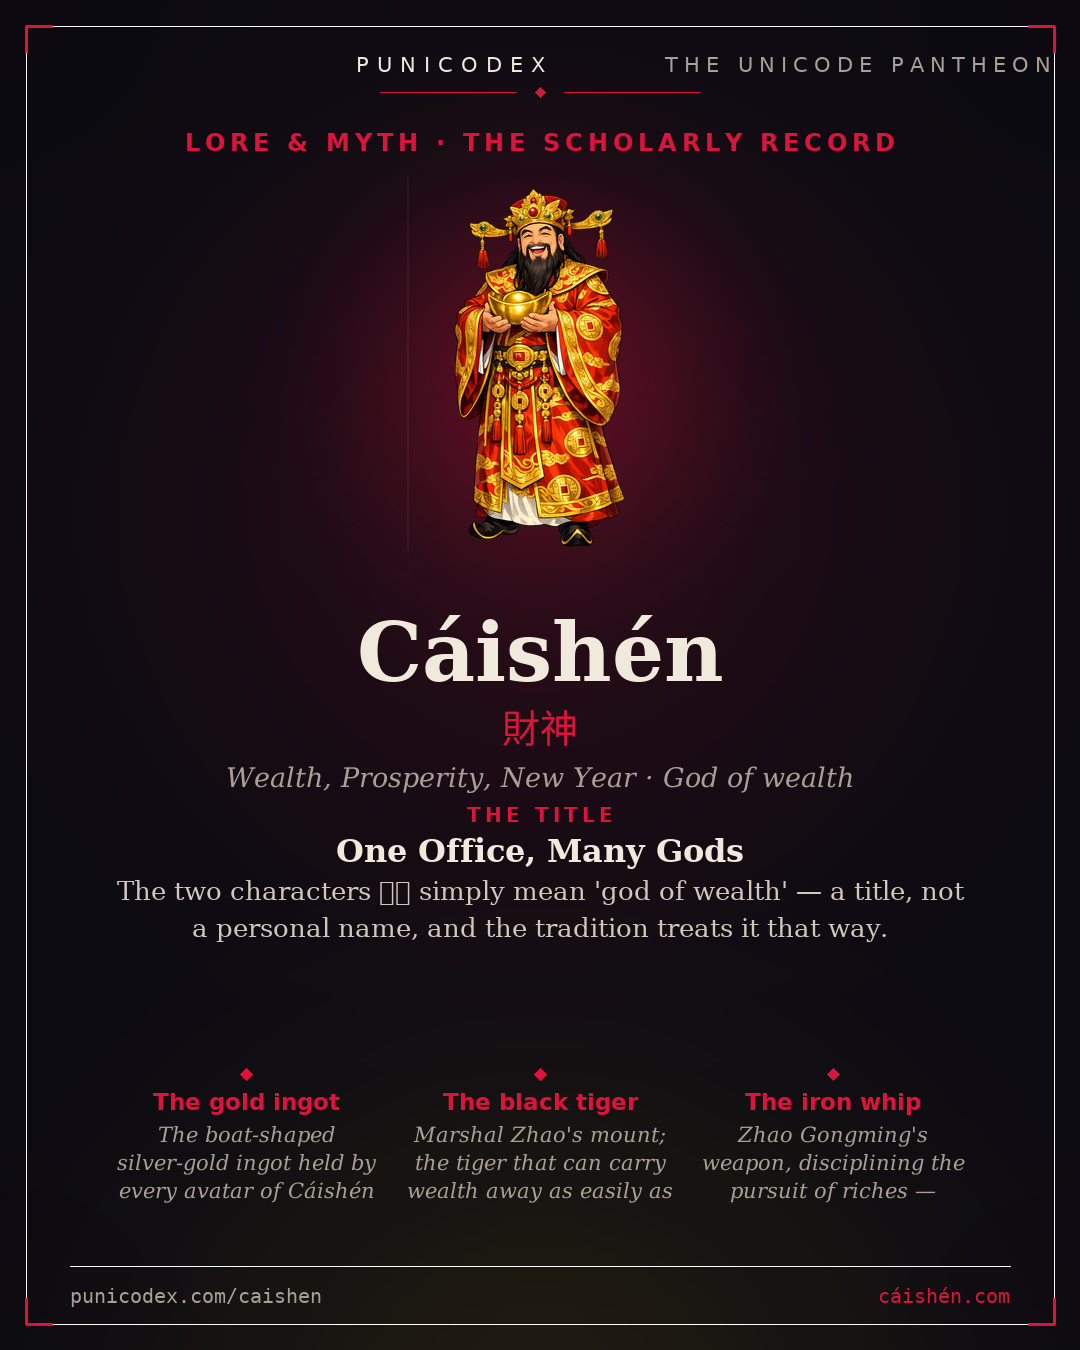 PUNICODEX THE UNICODE PANTHEON
LORE & MYTH · THE SCHOLARLY RECORD
Cáishén
財神
Wealth, Prosperity, New Year · God of wealth
THE TITLE
One Office, Many Gods
The two characters simply mean 'god of wealth' — a title, not
a personal name, and the tradition treats it that way.
The gold ingot
The boat-shaped
silver-gold ingot held by
every avatar of Cáishén
The black tiger
Marshal Zhao's mount;
the tiger that can carry
wealth away as easily as
The iron whip
Zhao Gongming's
weapon, disciplining the
pursuit of riches —
punicodex.com/caishen
cáishén.com